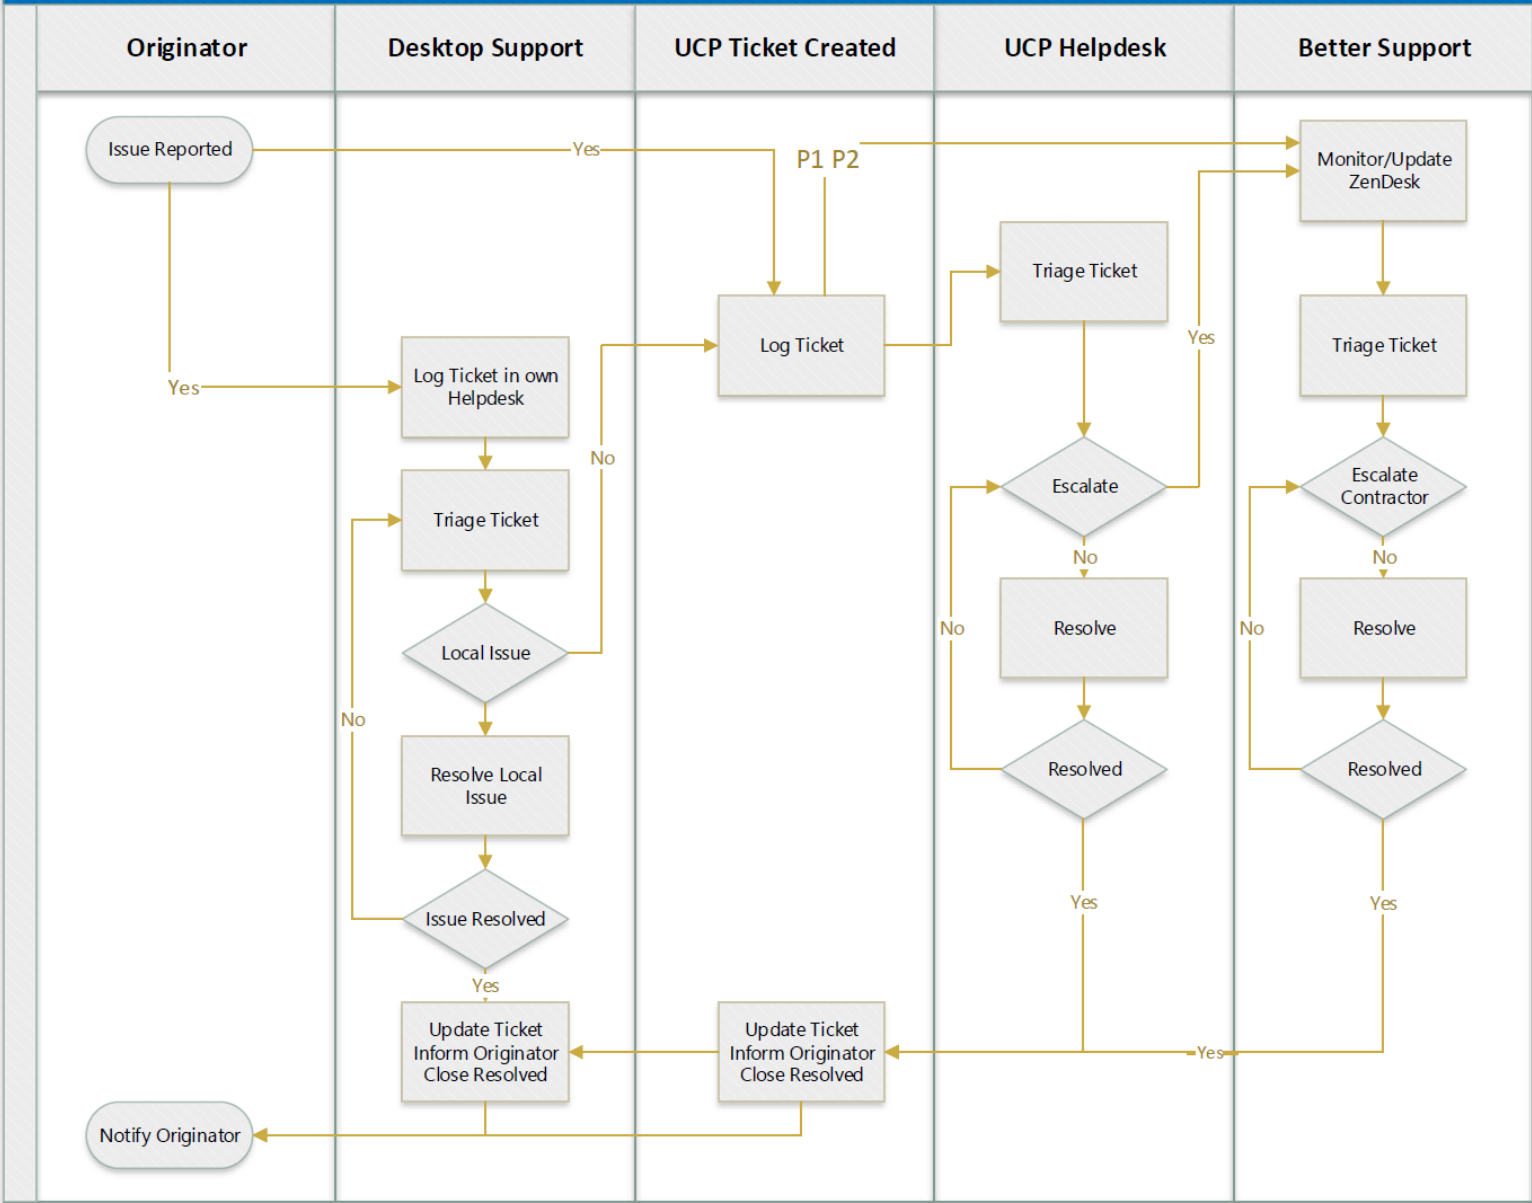 Originator
Desktop Support
UCP Ticket Created
UCP Helpdesk
Better Support
Issue Reported
Yes
P1 P2
Monitor/Update
ZenDesk
Triage Ticket
Log Ticket
Yes
Triage Ticket
Yes
Log Ticket in own
Helpdesk
No
Triage Ticket
Escalate
Escalate
Contractor
No
No
Local Issue
No
Resolve
No
Resolve
No
Resolve Local
Issue
Resolved
Resolved
Issue Resolved
Yes
Yes
Yes
Update Ticket
Inform Originator
Close Resolved
Update Ticket
Inform Originator
Close Resolved
Yes
Notify Originator